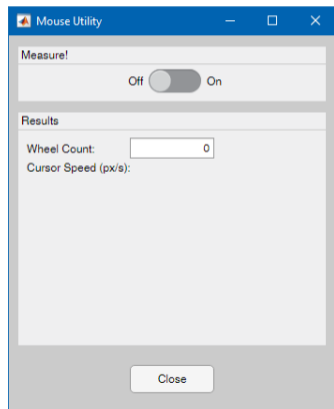 Mouse Utility
Measure!
Off On
Results
Wheel Count: 0
Cursor Speed (px/s):
Close